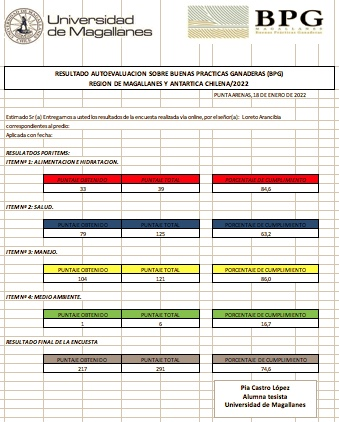 Universidad
de Magallanes
BPG
Buenas Prácticas Ganaderas
RESULTADO AUTOEVALUACION SOBRE BUENAS PRACTICAS GANADERAS (BPG)
REGION DE MAGALLANES Y ANTARTICA CHILENA/2022
PUNTA ARENAS, 18 DE ENERO DE 2022
Estimado Sr (a) Entregamos a usted los resultados de la encuesta realizada vía online, por el señor(a): Loreto Arancibia
correspondientes al predio:
Aplicada con fecha:
RESULATDOS POR ITEMS:
ITEM Nº 1: ALIMENTACION E HIDRATACION.
PUNTAJE OBTENIDO PUNTAJE TOTAL PORCENTAJE DE CUMPLIMIENTO
33 39 84,6
ITEM Nº 2: SALUD.
PUNTAJE OBTENIDO PUNTAJE TOTAL PORCENTAJE DE CUMPLIMIENTO
79 125 63,2
ITEM Nº 3: MANEJO.
PUNTAJE OBTENIDO PUNTAJE TOTAL PORCENTAJE DE CUMPLIMIENTO
104 121 86,0
ITEM Nº 4: MEDIO AMBIENTE.
PUNTAJE OBTENIDO PUNTAJE TOTAL PORCENTAJE DE CUMPLIMIENTO
1 6 16,7
RESULTADO FINAL DE LA ENCUESTA
PUNTAJE OBTENIDO PUNTAJE TOTAL PORCENTAJE DE CUMPLIMIENTO
217 291 74,6
Pia Castro López
Alumna tesista
Universidad de Magallanes